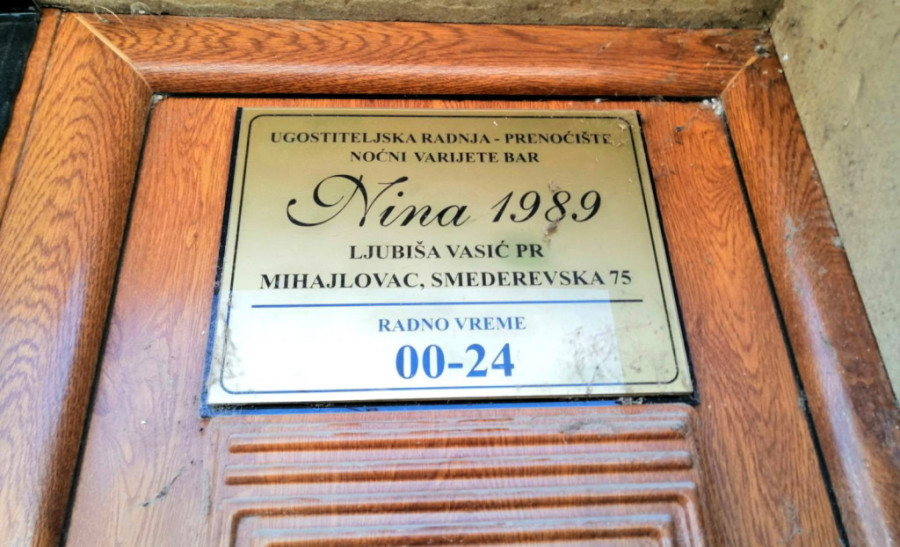 UGOSTITELJSKA RADNJA - PRENOĆIŠTE
NOĆNI VARIJETE BAR
Nina 1989
LJUBIŠA VASIĆ PR
MIHAJLOVAC, SMEDEREVSKA 75
RADNO VREME
00-24